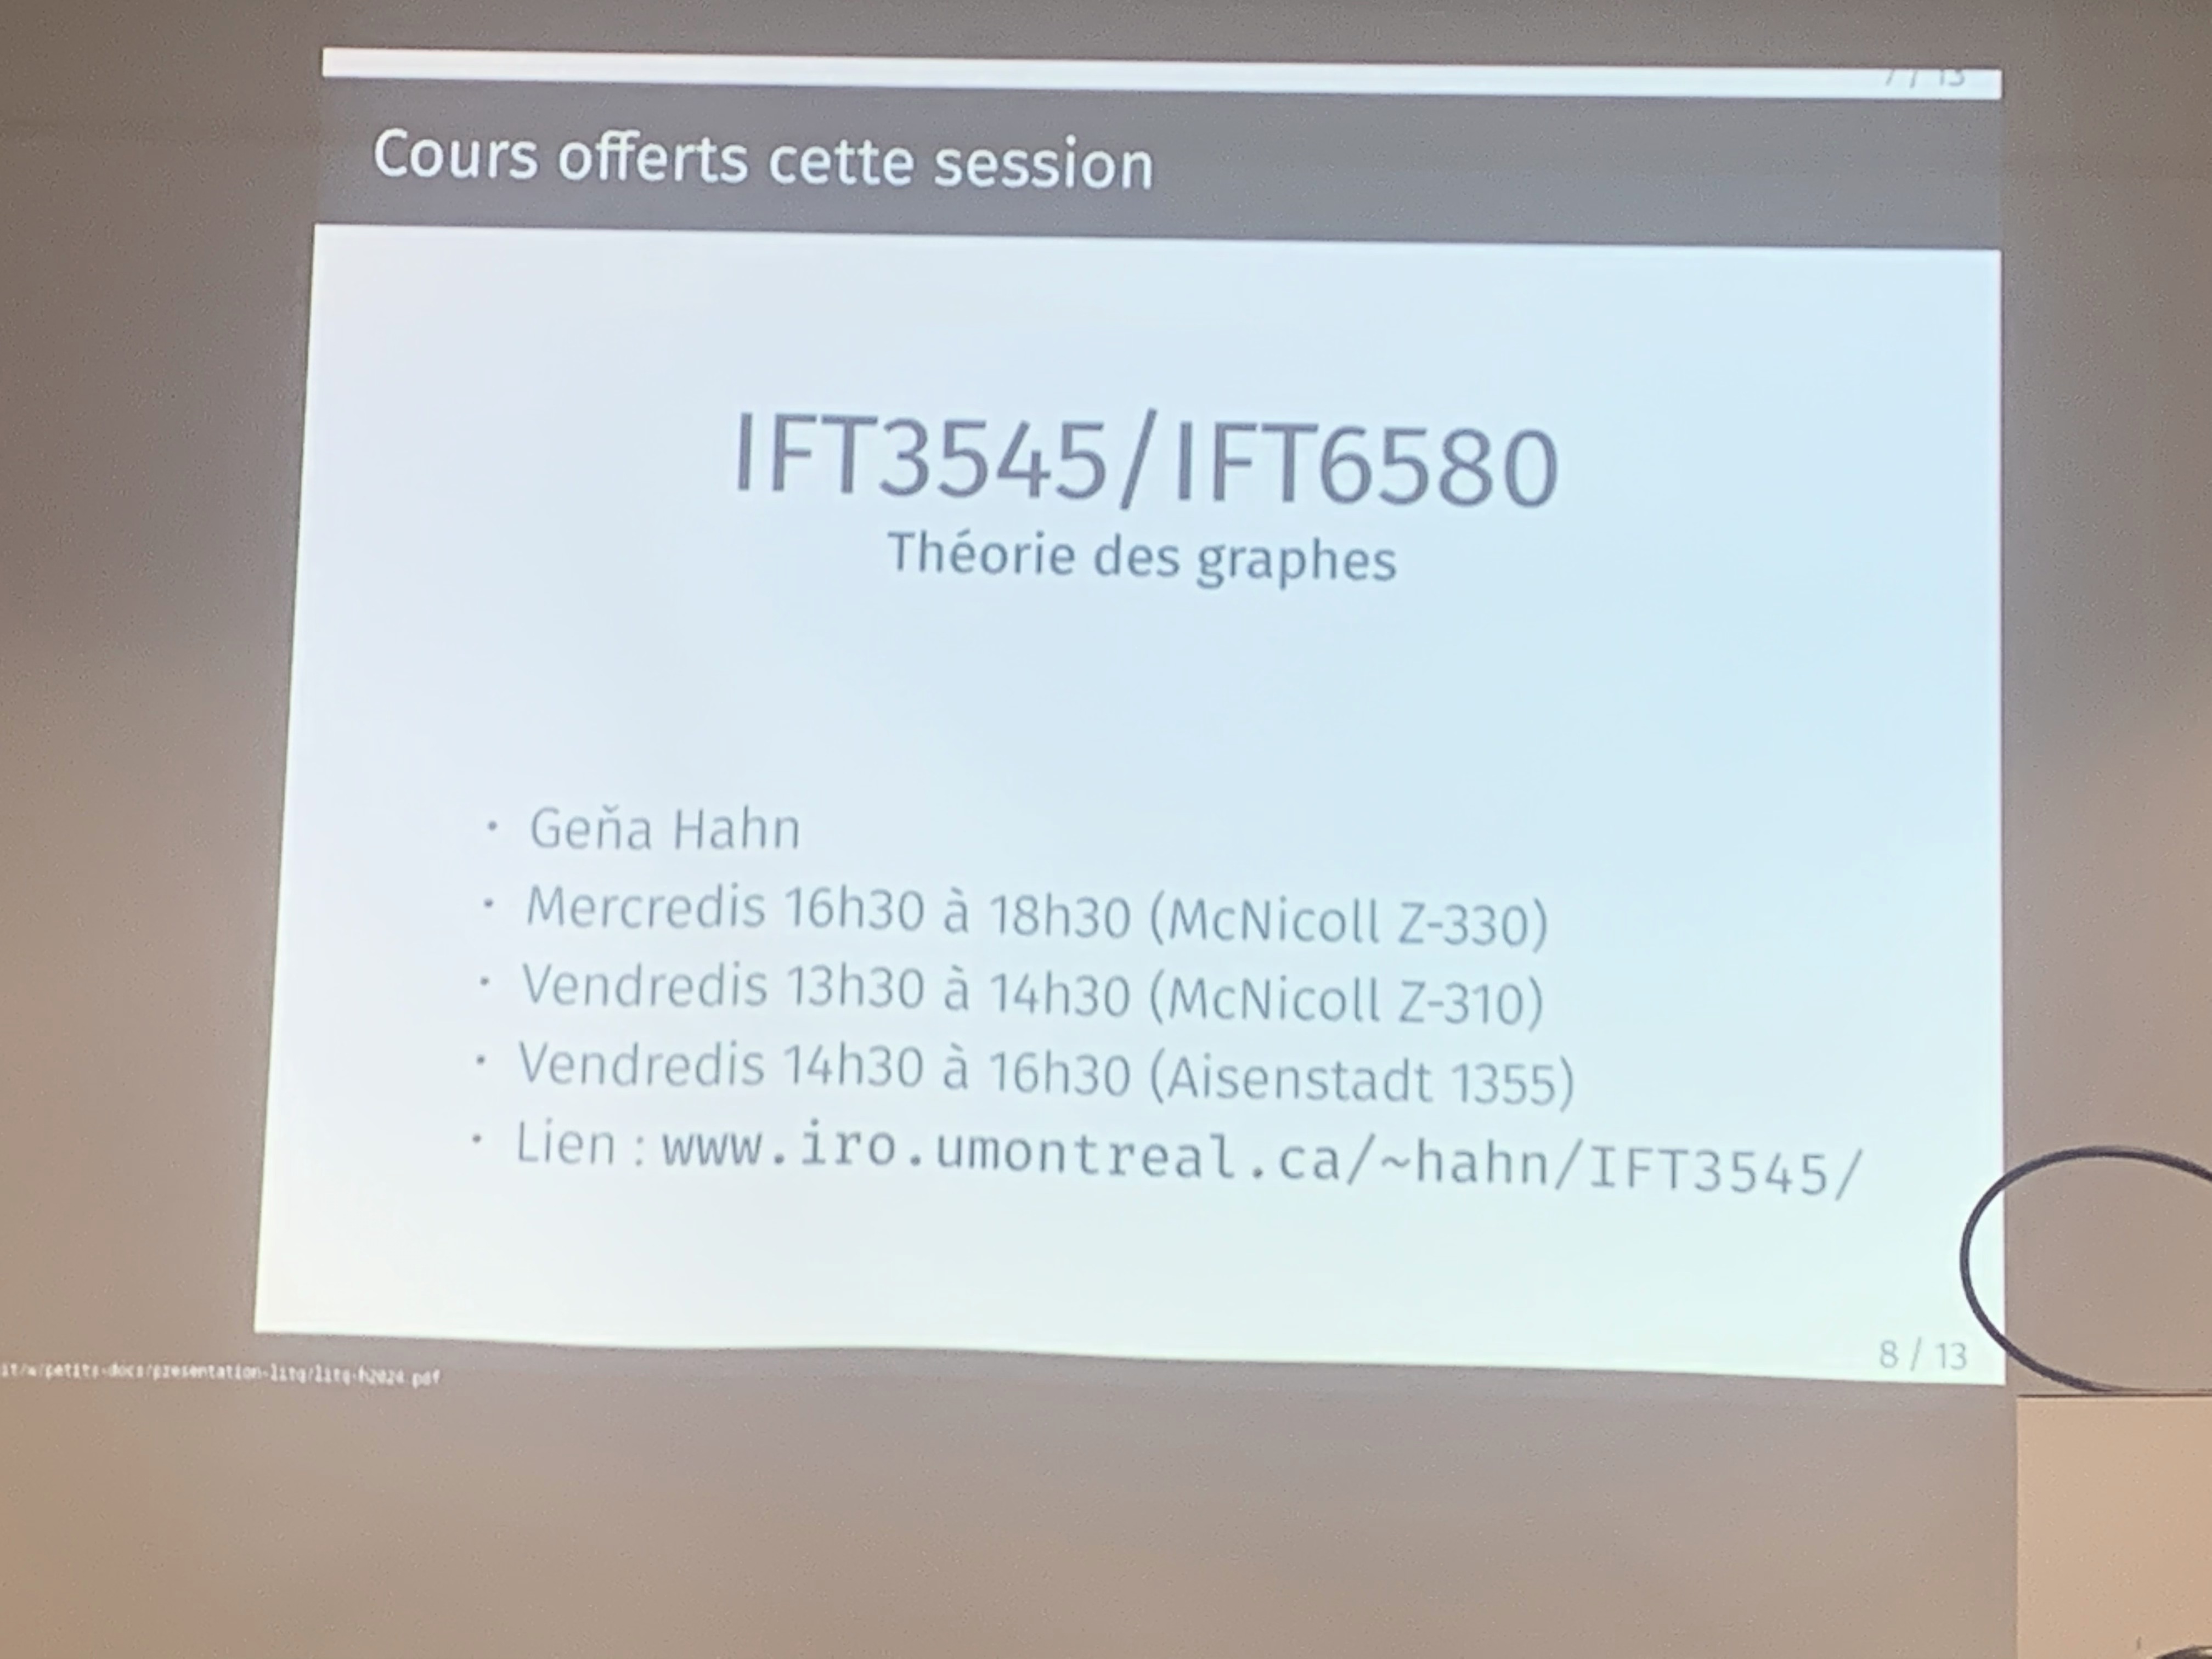 7 / 13
Cours offerts cette session
IFT3545/IFT6580
Théorie des graphes
• Geňa Hahn
• Mercredis 16h30 à 18h30 (McNicoll Z-330)
• Vendredis 13h30 à 14h30 (McNicoll Z-310)
• Vendredis 14h30 à 16h30 (Aisenstadt 1355)
• Lien : www.iro.umontreal.ca/~hahn/IFT3545/
8 / 13
it/w/petits-docs/presentation-litq/litq-h2024.pdf